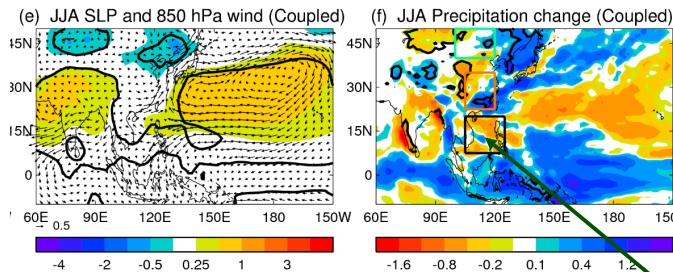 (e) JJA SLP and 850 hPa wind (Coupled)
45N
30N
15N
0
60E 90E 120E 150E 180 150W
0.5
-4 -2 -0.5 0.25 1 3
(f) JJA Precipitation change (Coupled)
45N
30N
15N
0
60E 90E 120E 150E 180 150
-1.6 -0.8 -0.2 0.1 0.4 1.2